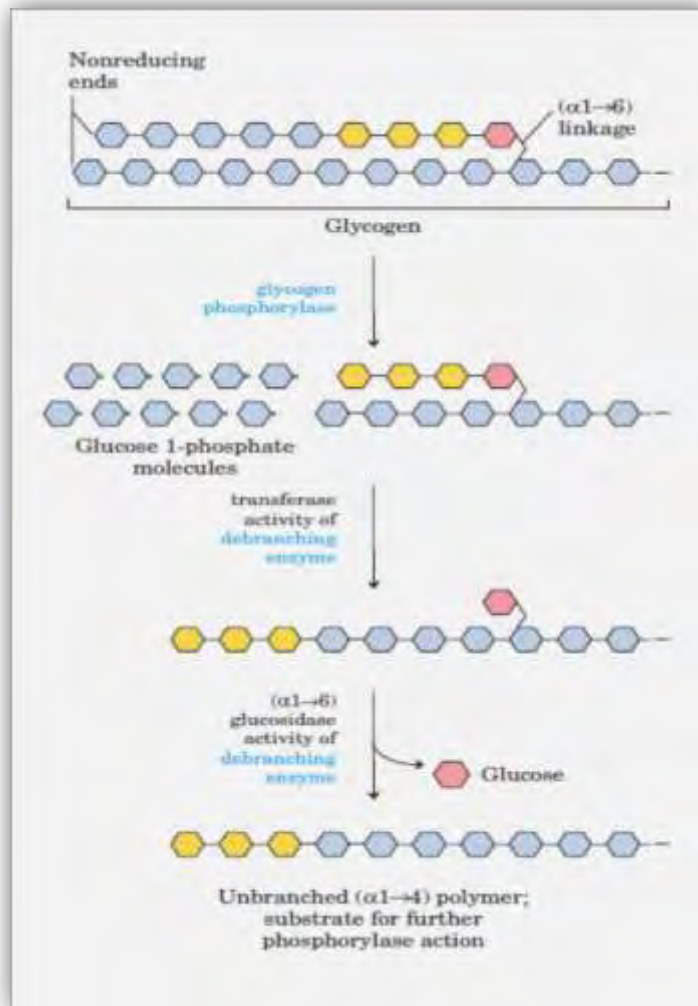 Nonreducing
ends
(α1→6)
linkage
Glycogen
glycogen
phosphorylase
Glucose 1-phosphate
molecules
transferase
activity of
debranching
enzyme
(α1→6)
glucosidase
activity of
debranching
enzyme
Glucose
Unbranched (α1→4) polymer;
substrate for further
phosphorylase action